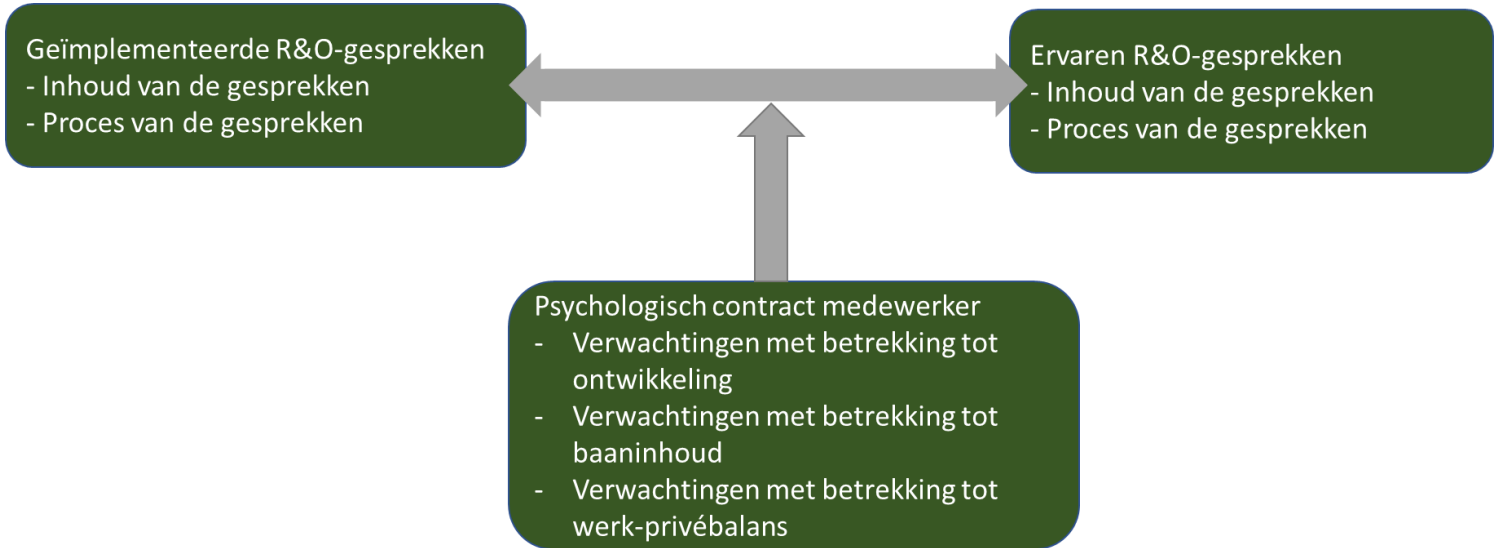 Geïmplementeerde R&O-gesprekken
- Inhoud van de gesprekken
- Proces van de gesprekken
Ervaren R&O-gesprekken
- Inhoud van de gesprekken
- Proces van de gesprekken
Psychologisch contract medewerker
- Verwachtingen met betrekking tot
ontwikkeling
- Verwachtingen met betrekking tot
baaninhoud
- Verwachtingen met betrekking tot
werk-privébalans